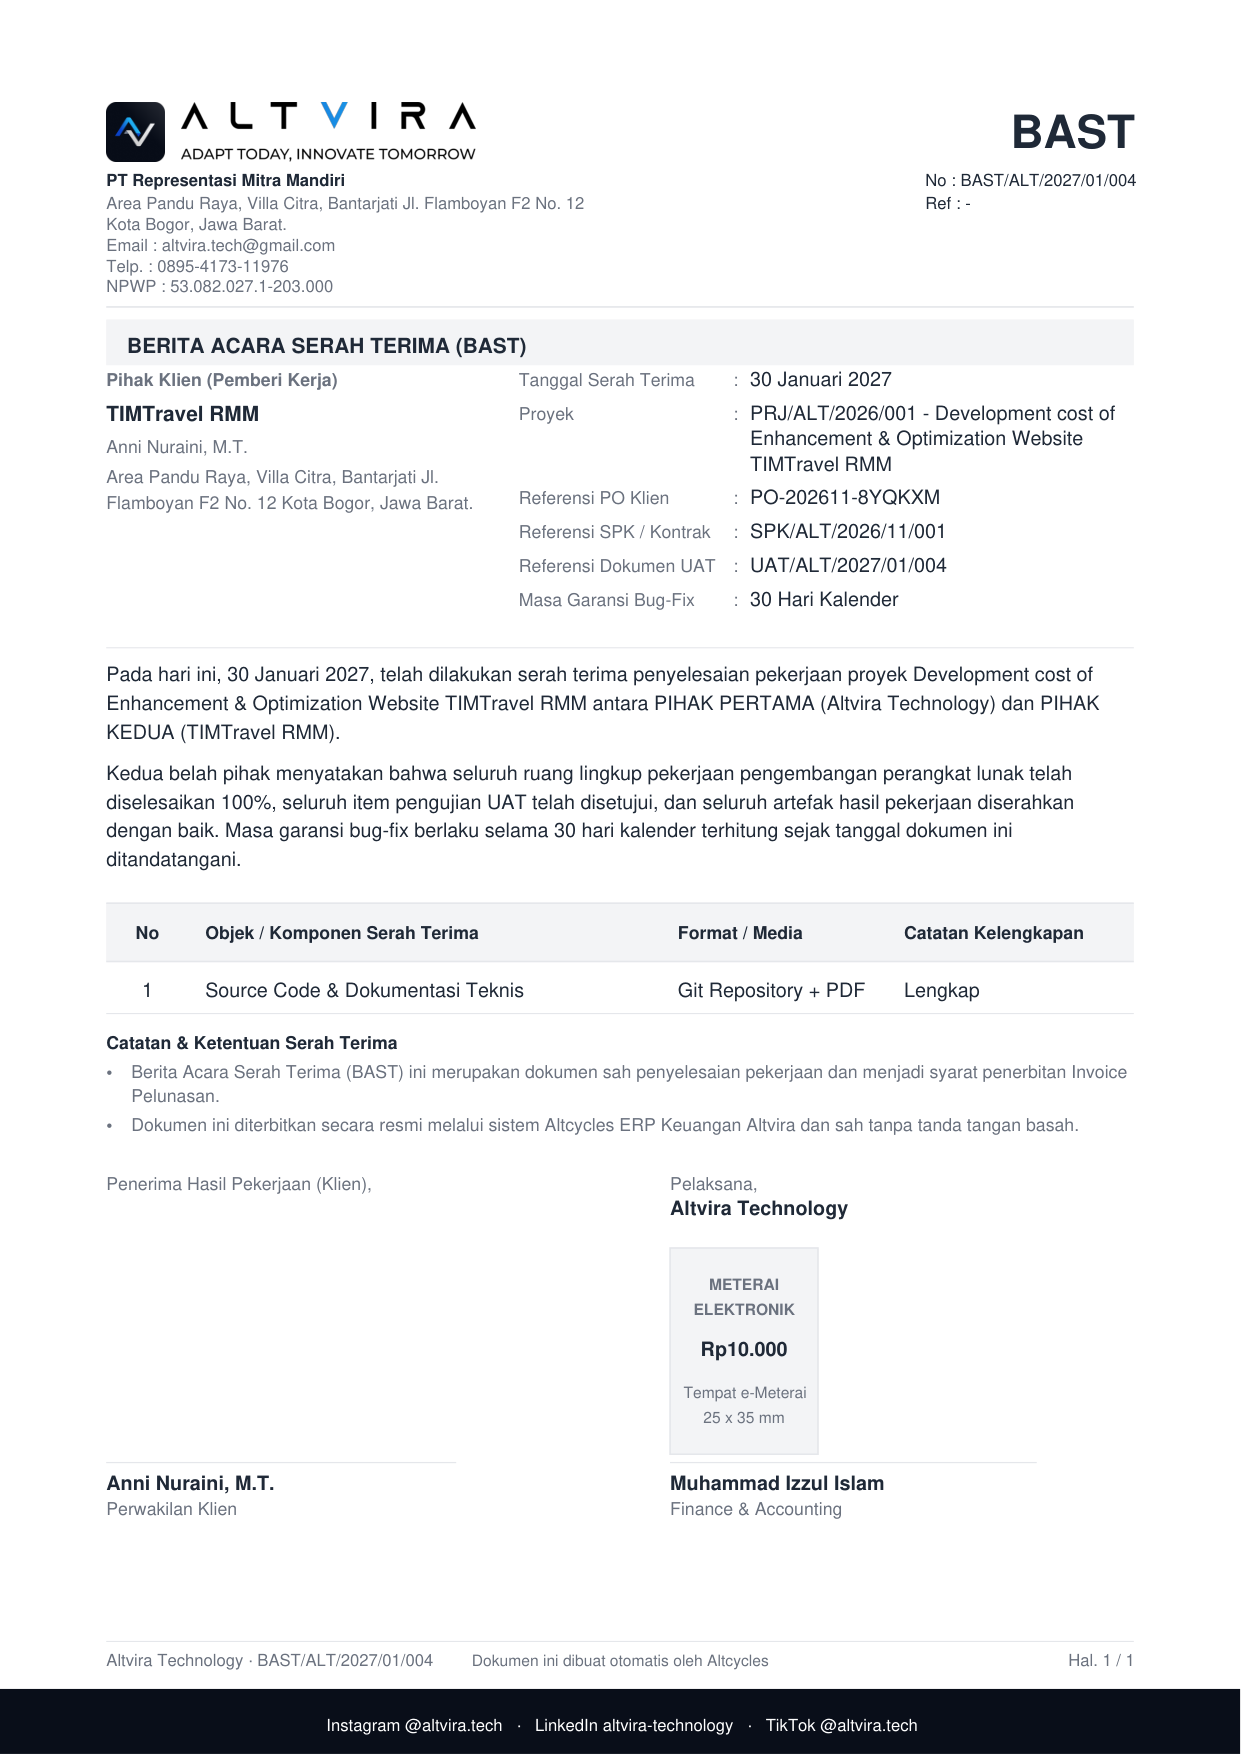 ALTVIRA
ADAPT TODAY, INNOVATE TOMORROW
BAST
PT Representasi Mitra Mandiri
Area Pandu Raya, Villa Citra, Bantarjati Jl. Flamboyan F2 No. 12
Kota Bogor, Jawa Barat.
Email : altvira.tech@gmail.com
Telp. : 0895-4173-11976
NPWP : 53.082.027.1-203.000
No : BAST/ALT/2027/01/004
Ref : -
BERITA ACARA SERAH TERIMA (BAST)
Pihak Klien (Pemberi Kerja)
TIMTravel RMM
Anni Nuraini, M.T.
Area Pandu Raya, Villa Citra, Bantarjati Jl.
Flamboyan F2 No. 12 Kota Bogor, Jawa Barat.
Tanggal Serah Terima : 30 Januari 2027
Proyek : PRJ/ALT/2026/001 - Development cost of
Enhancement & Optimization Website
TIMTravel RMM
Referensi PO Klien : PO-202611-8YQKXM
Referensi SPK / Kontrak : SPK/ALT/2026/11/001
Referensi Dokumen UAT : UAT/ALT/2027/01/004
Masa Garansi Bug-Fix : 30 Hari Kalender
Pada hari ini, 30 Januari 2027, telah dilakukan serah terima penyelesaian pekerjaan proyek Development cost of
Enhancement & Optimization Website TIMTravel RMM antara PIHAK PERTAMA (Altvira Technology) dan PIHAK
KEDUA (TIMTravel RMM).
Kedua belah pihak menyatakan bahwa seluruh ruang lingkup pekerjaan pengembangan perangkat lunak telah
diselesaikan 100%, seluruh item pengujian UAT telah disetujui, dan seluruh artefak hasil pekerjaan diserahkan
dengan baik. Masa garansi bug-fix berlaku selama 30 hari kalender terhitung sejak tanggal dokumen ini
ditandatangani.
No Objek / Komponen Serah Terima Format / Media Catatan Kelengkapan
1 Source Code & Dokumentasi Teknis Git Repository + PDF Lengkap
Catatan & Ketentuan Serah Terima
• Berita Acara Serah Terima (BAST) ini merupakan dokumen sah penyelesaian pekerjaan dan menjadi syarat penerbitan Invoice
Pelunasan.
• Dokumen ini diterbitkan secara resmi melalui sistem Altcycles ERP Keuangan Altvira dan sah tanpa tanda tangan basah.
Penerima Hasil Pekerjaan (Klien),
Pelaksana,
Altvira Technology
METERAI
ELEKTRONIK
Rp10.000
Tempat e-Meterai
25 x 35 mm
Anni Nuraini, M.T.
Perwakilan Klien
Muhammad Izzul Islam
Finance & Accounting
Altvira Technology · BAST/ALT/2027/01/004 Dokumen ini dibuat otomatis oleh Altcycles Hal. 1 / 1
Instagram @altvira.tech · LinkedIn altvira-technology · TikTok @altvira.tech